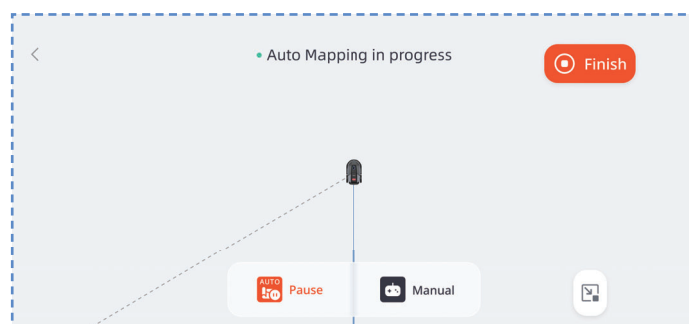 Auto Mapping in progress
Finish
AUTO
Pause
Manual